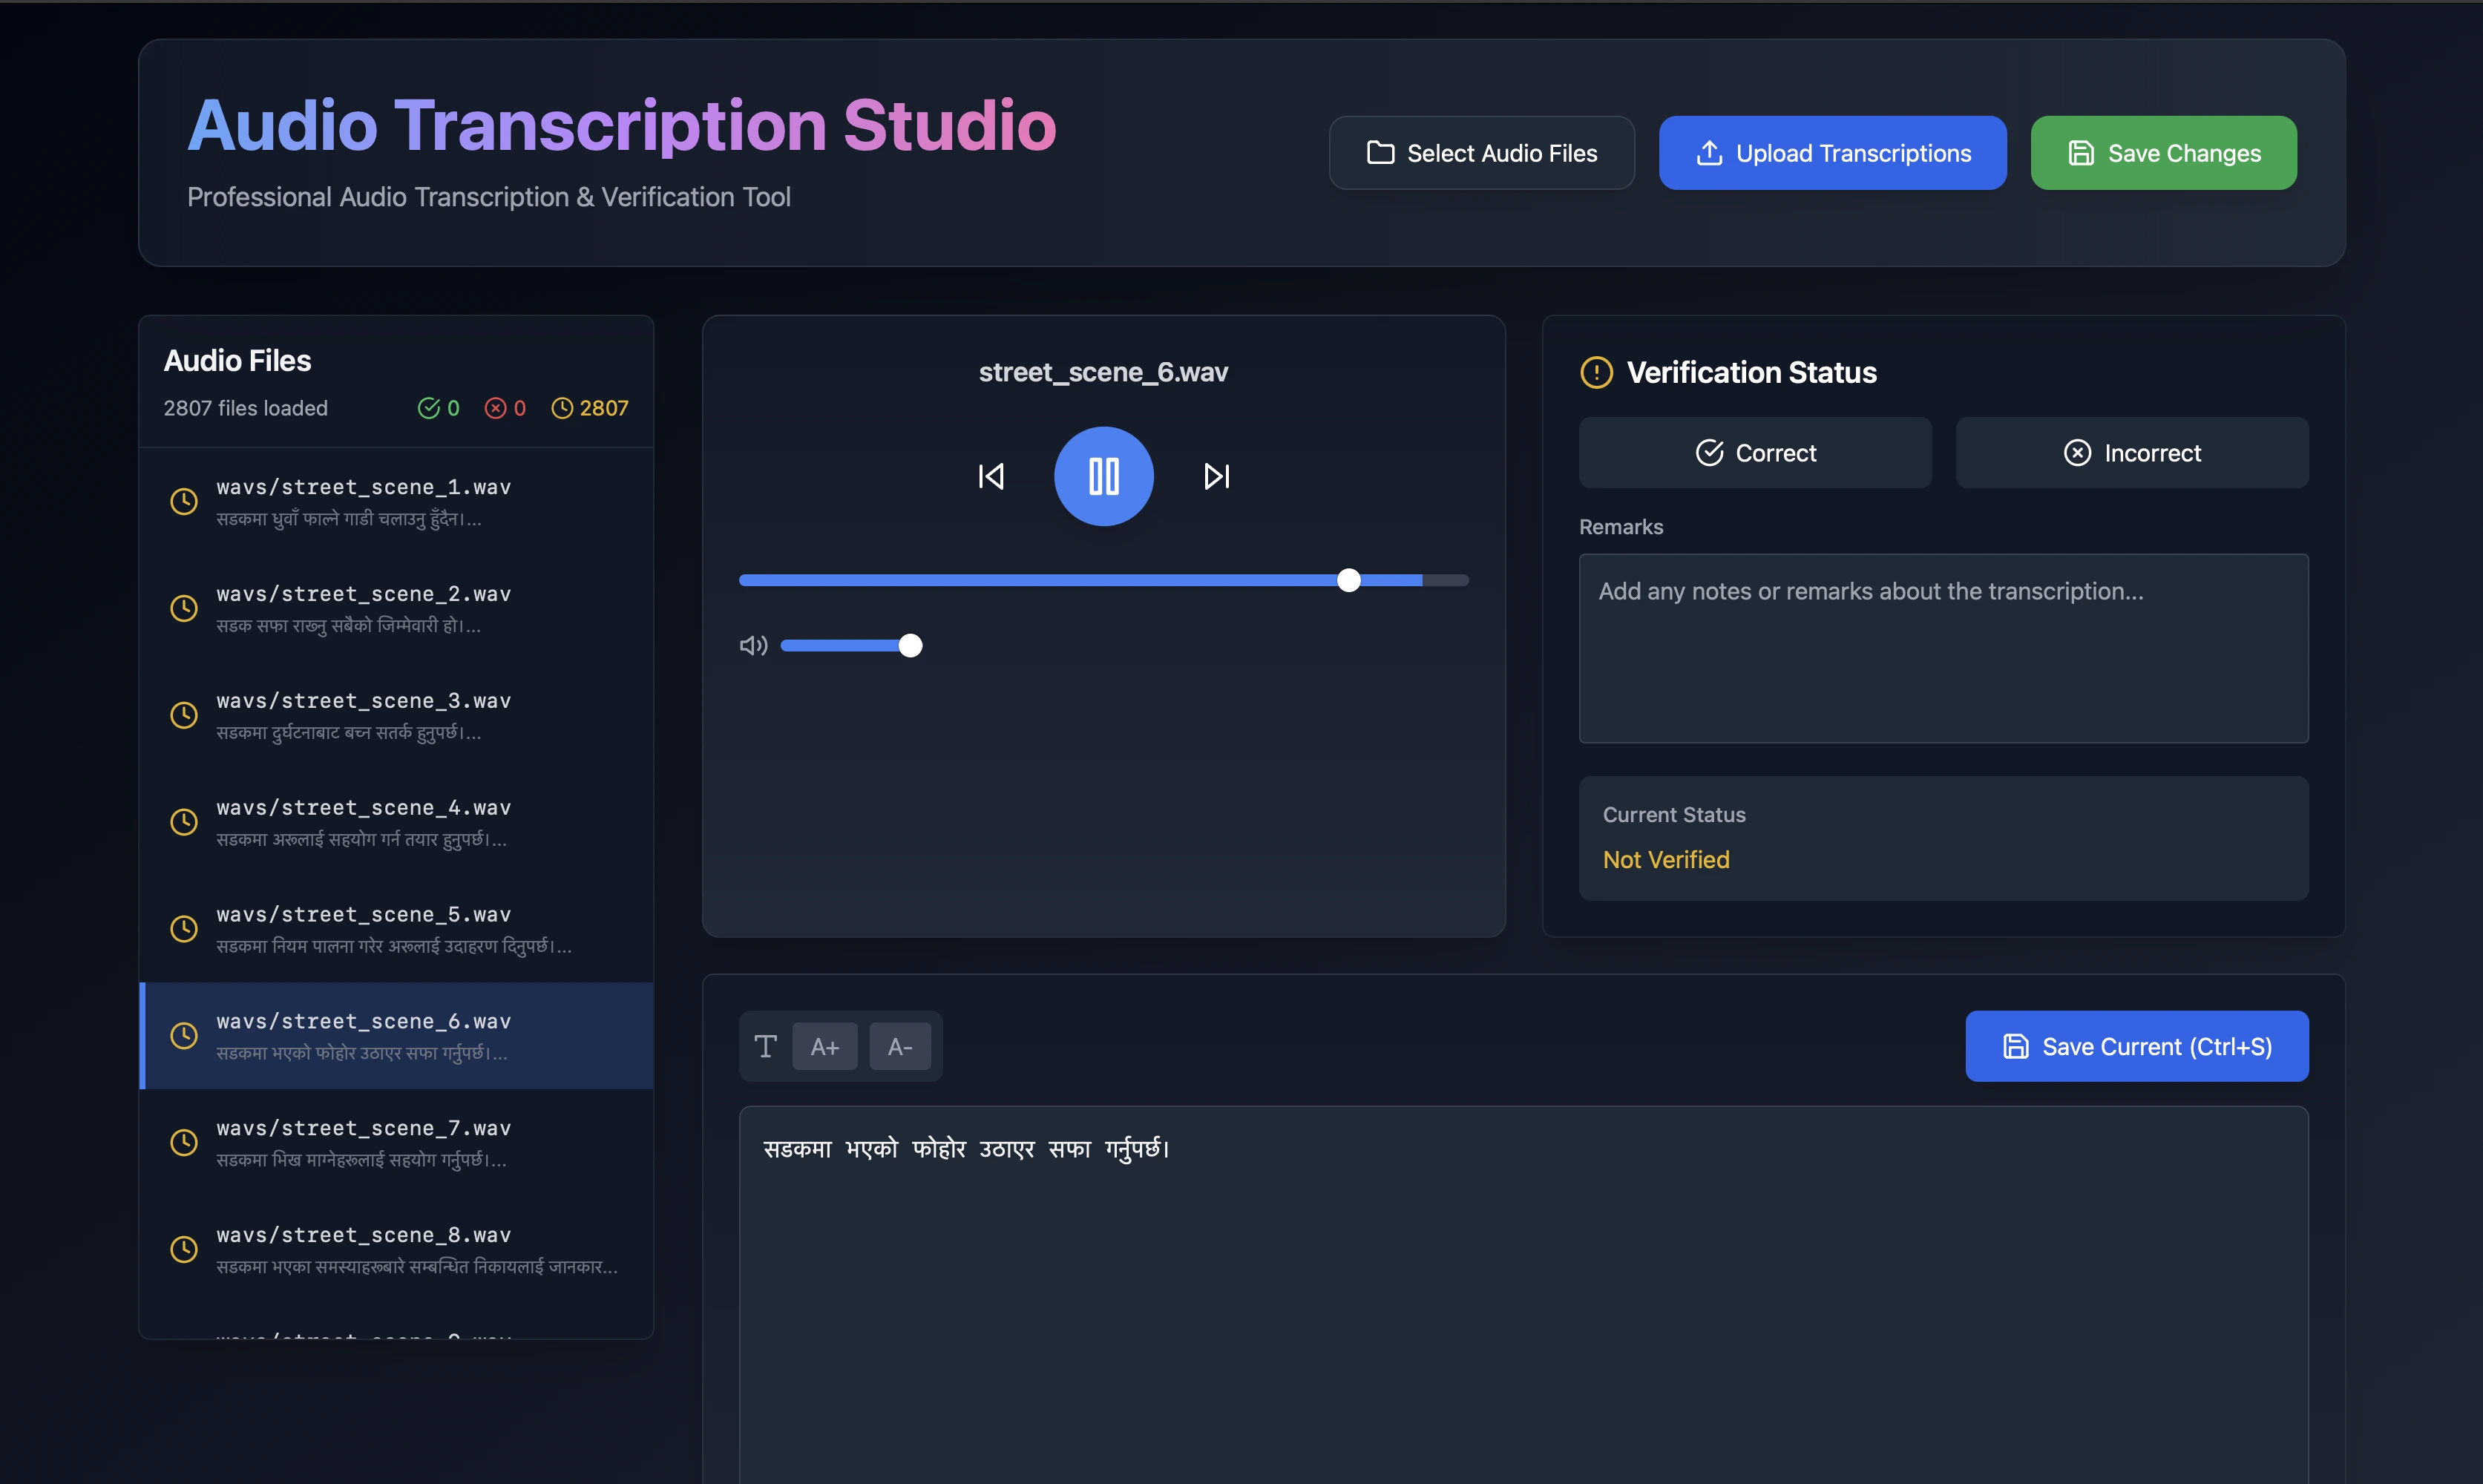 Audio Transcription Studio
Professional Audio Transcription & Verification Tool
Select Audio Files
Upload Transcriptions
Save Changes
Audio Files
2807 files loaded
0
0
2807
wavs/street_scene_1.wav
सडकमा धुवाँ फाल्ने गाडी चलाउनु हुँदैन।...
wavs/street_scene_2.wav
सडक सफा राख्नु सबैको जिम्मेवारी हो।...
wavs/street_scene_3.wav
सडकमा दुर्घटनाबाट बच्न सतर्क हुनुपर्छ।...
wavs/street_scene_4.wav
सडकमा अरूलाई सहयोग गर्न तयार हुनुपर्छ।...
wavs/street_scene_5.wav
सडकमा नियम पालना गरेर अरूलाई उदाहरण दिनुपर्छ।...
wavs/street_scene_6.wav
सडकमा भएको फोहोर उठाएर सफा गर्नुपर्छ।...
wavs/street_scene_7.wav
सडकमा भिख माग्नेहरूलाई सहयोग गर्नुपर्छ।...
wavs/street_scene_8.wav
सडकमा भएका समस्याहरूबारे सम्बन्धित निकायलाई जानकार...
street_scene_6.wav
Verification Status
Correct
Incorrect
Remarks
Add any notes or remarks about the transcription...
Current Status
Not Verified
A+
A-
Save Current (Ctrl+S)
सडकमा भएको फोहोर उठाएर सफा गर्नुपर्छ।